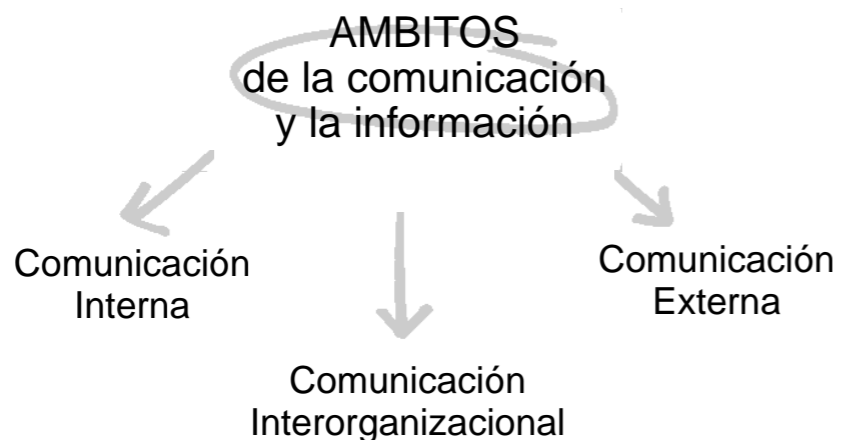 AMBITOS
de la comunicación
y la información
Comunicación
Interna
Comunicación
Externa
Comunicación
Interorganizacional